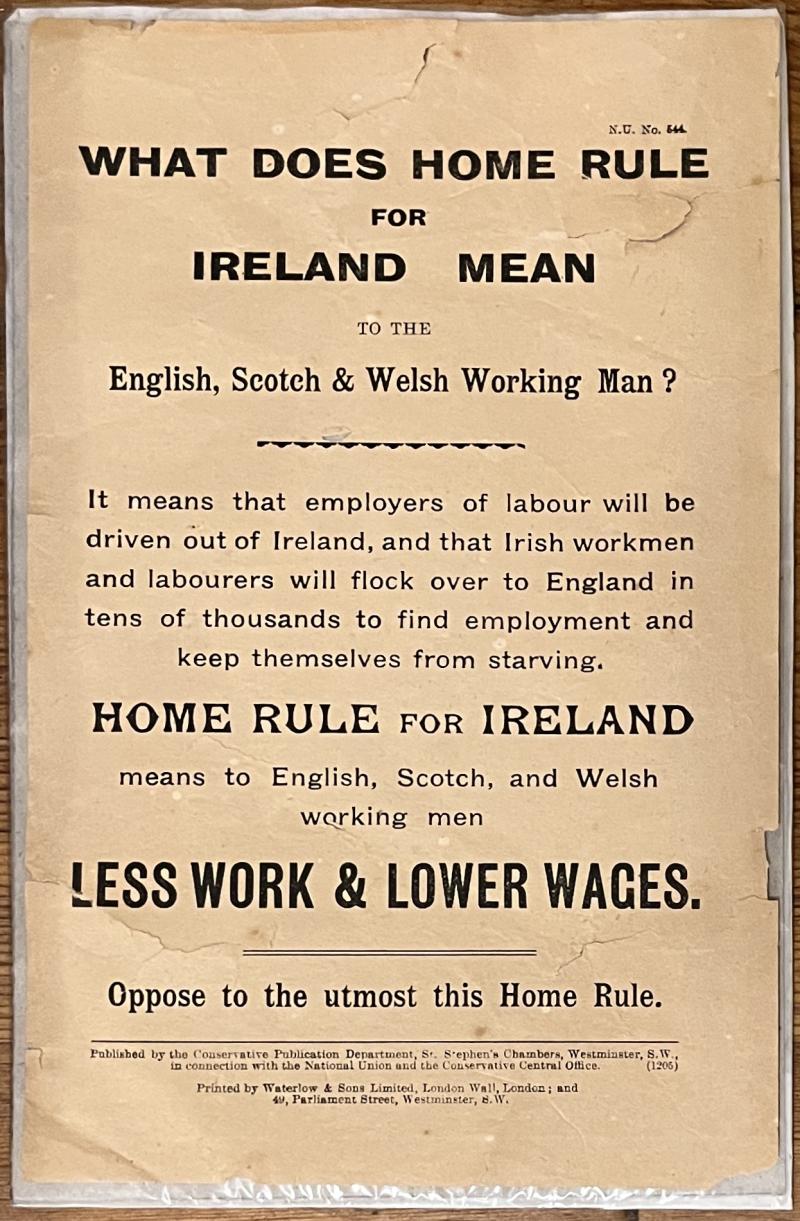 N.U. No. 544.
WHAT DOES HOME RULE
FOR
IRELAND MEAN
TO THE
English, Scotch & Welsh Working Man ?
It means that employers of labour will be
driven out of Ireland, and that Irish workmen
and labourers will flock over to England in
tens of thousands to find employment and
keep themselves from starving.
HOME RULE FOR IRELAND
means to English, Scotch, and Welsh
working men
LESS WORK & LOWER WAGES.
Oppose to the utmost this Home Rule.
Published by the Conservative Publication Department, St. Stephen's Chambers, Westminster, S.W.,
in connection with the National Union and the Conservative Central Office. (1205)
Printed by Waterlow & Sons Limited, London Wall, London; and
49, Parliament Street, Westminster, S.W.